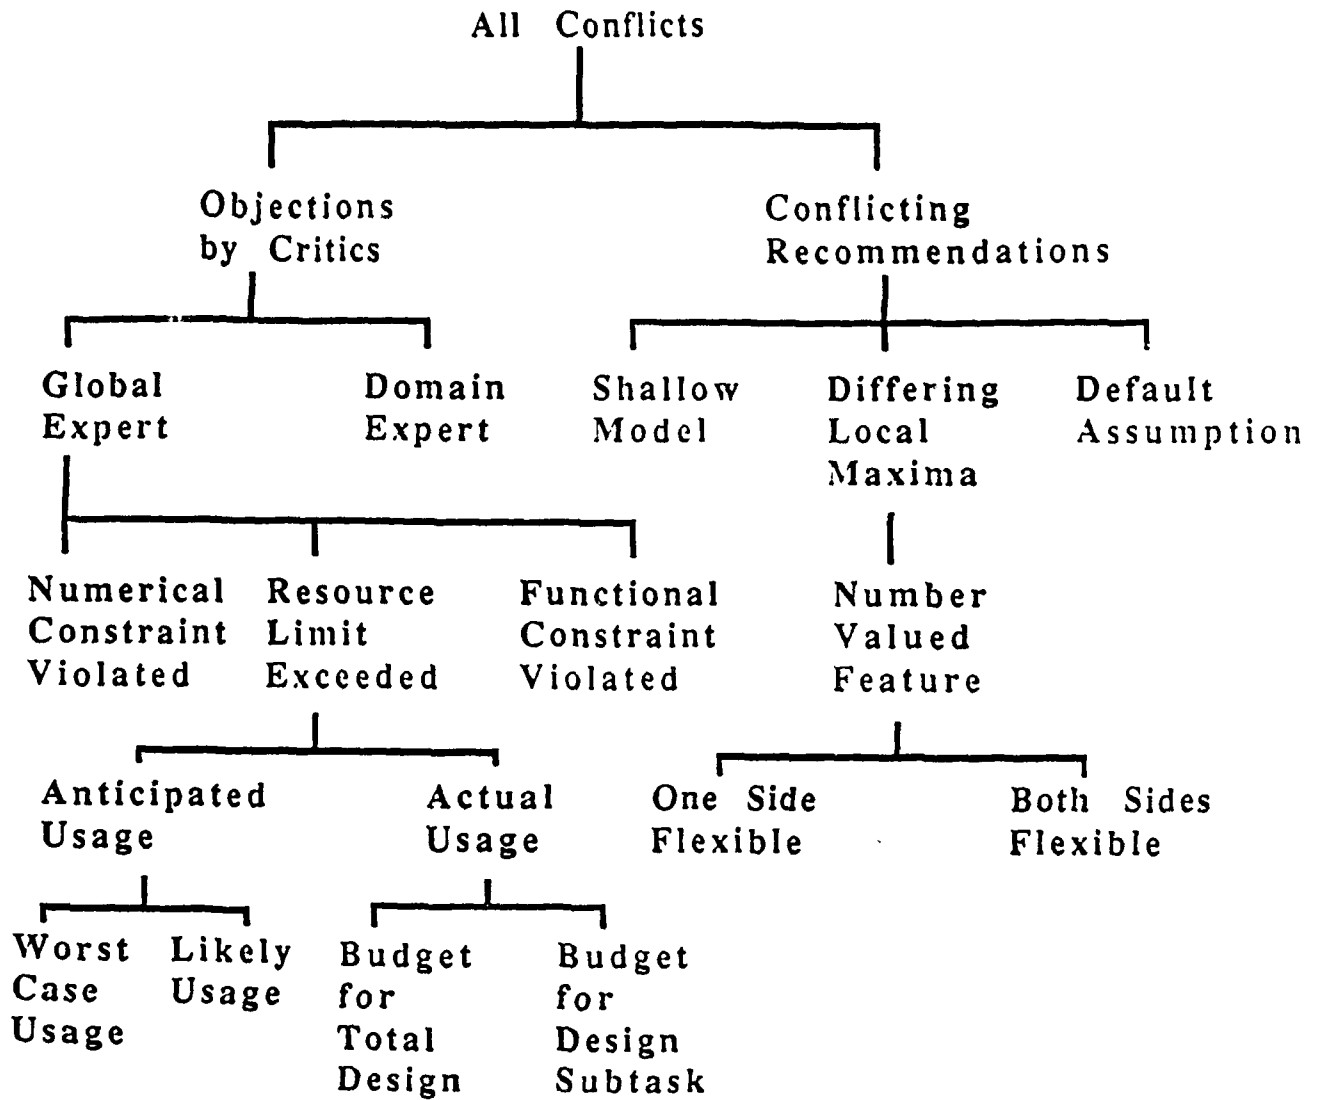 All Conflicts
Objections
by Critics
Conflicting
Recommendations
Global
Expert
Domain
Expert
Shallow
Model
Differing
Local
Maxima
Default
Assumption
Numerical
Constraint
Violated
Resource
Limit
Exceeded
Functional
Constraint
Violated
Number
Valued
Feature
Anticipated
Usage
Actual
Usage
One Side
Flexible
Both Sides
Flexible
Worst
Case
Usage
Likely
Usage
Budget
for
Total
Design
Budget
for
Design
Subtask